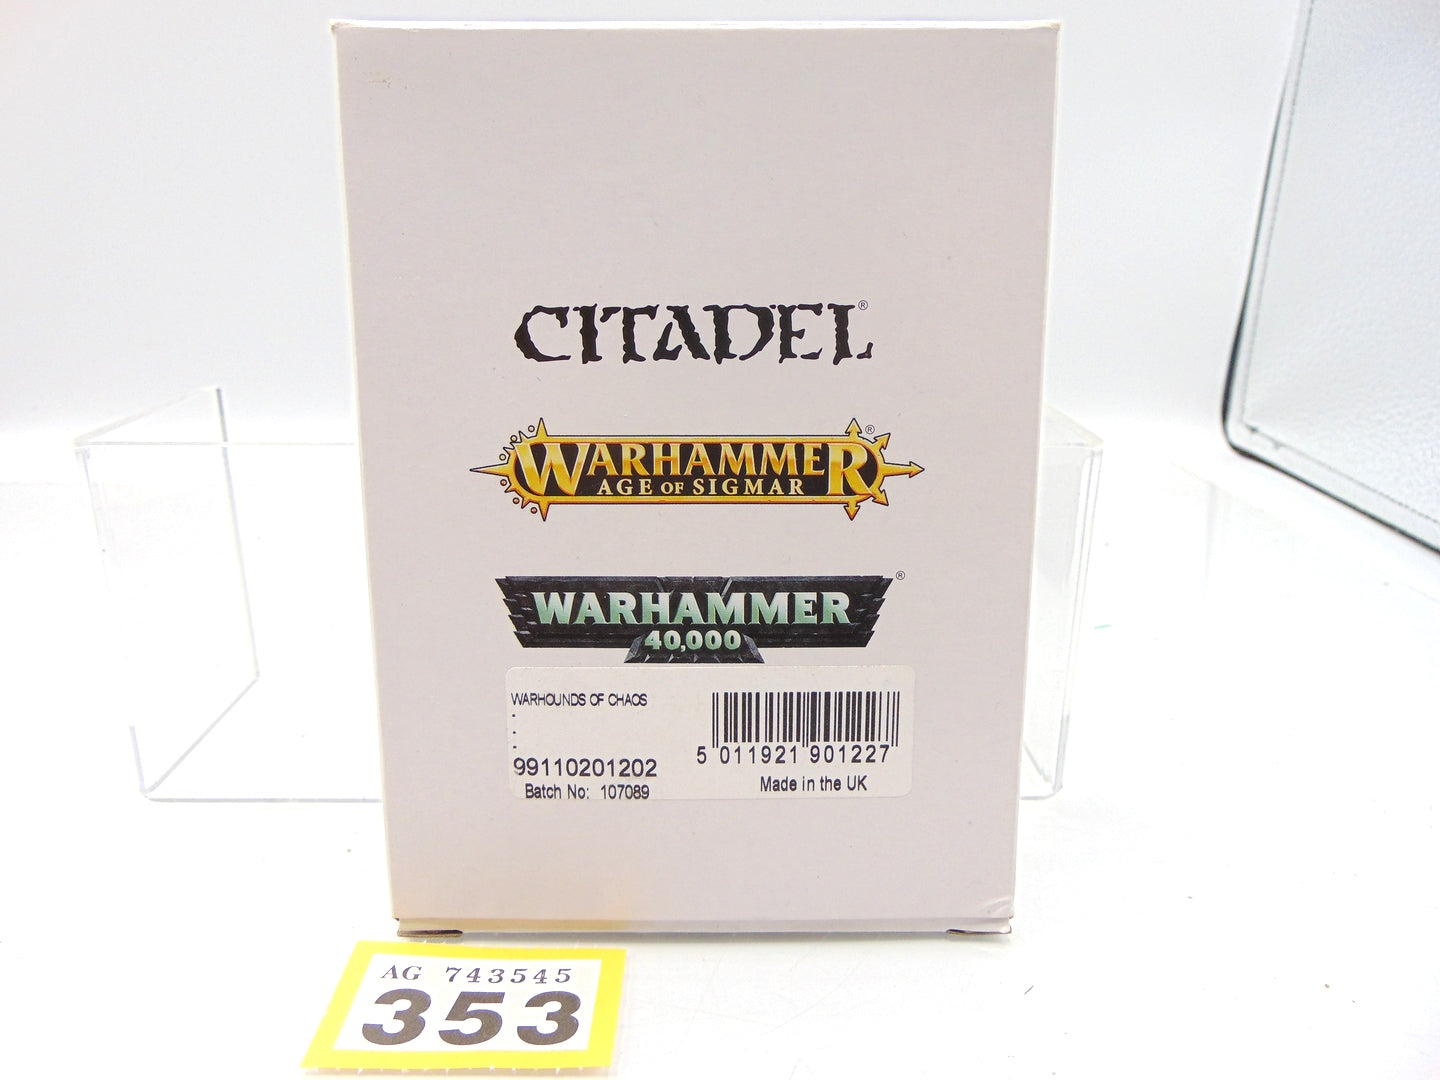 CITADEL®
WARHAMMER®
AGE OF SIGMAR
WARHAMMER®
40,000
WARHOUNDS OF CHAOS
.
.
.
99110201202
Batch No: 107089
5 011921 901227
Made in the UK
AG 743545
353